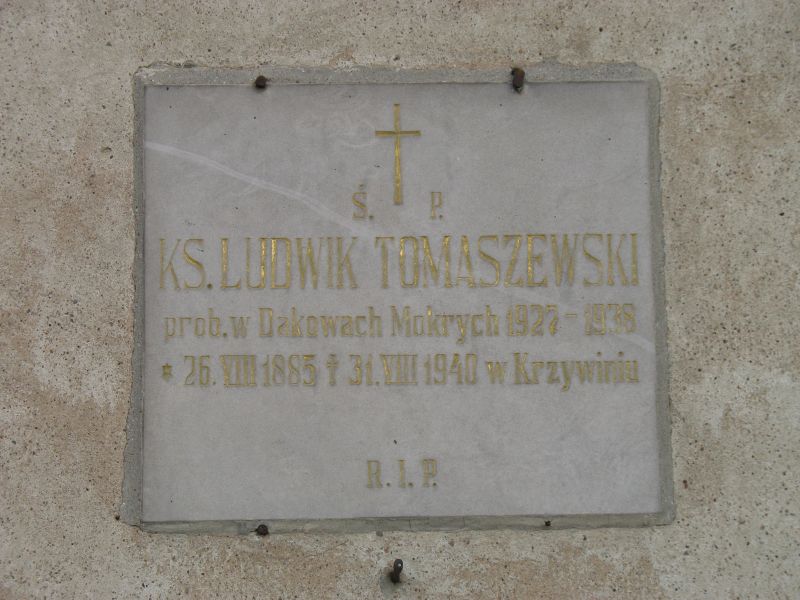 Ś. P.
KS. LUDWIK TOMASZEWSKI
prob. w Dakowach Mokrych 1927 - 1938
* 26. VIII 1885 † 31. VIII 1940 w Krzywiniu
R. I. P.